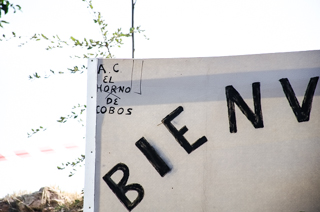 A.C
EL
HORNO
DE
COBOS
BIENV